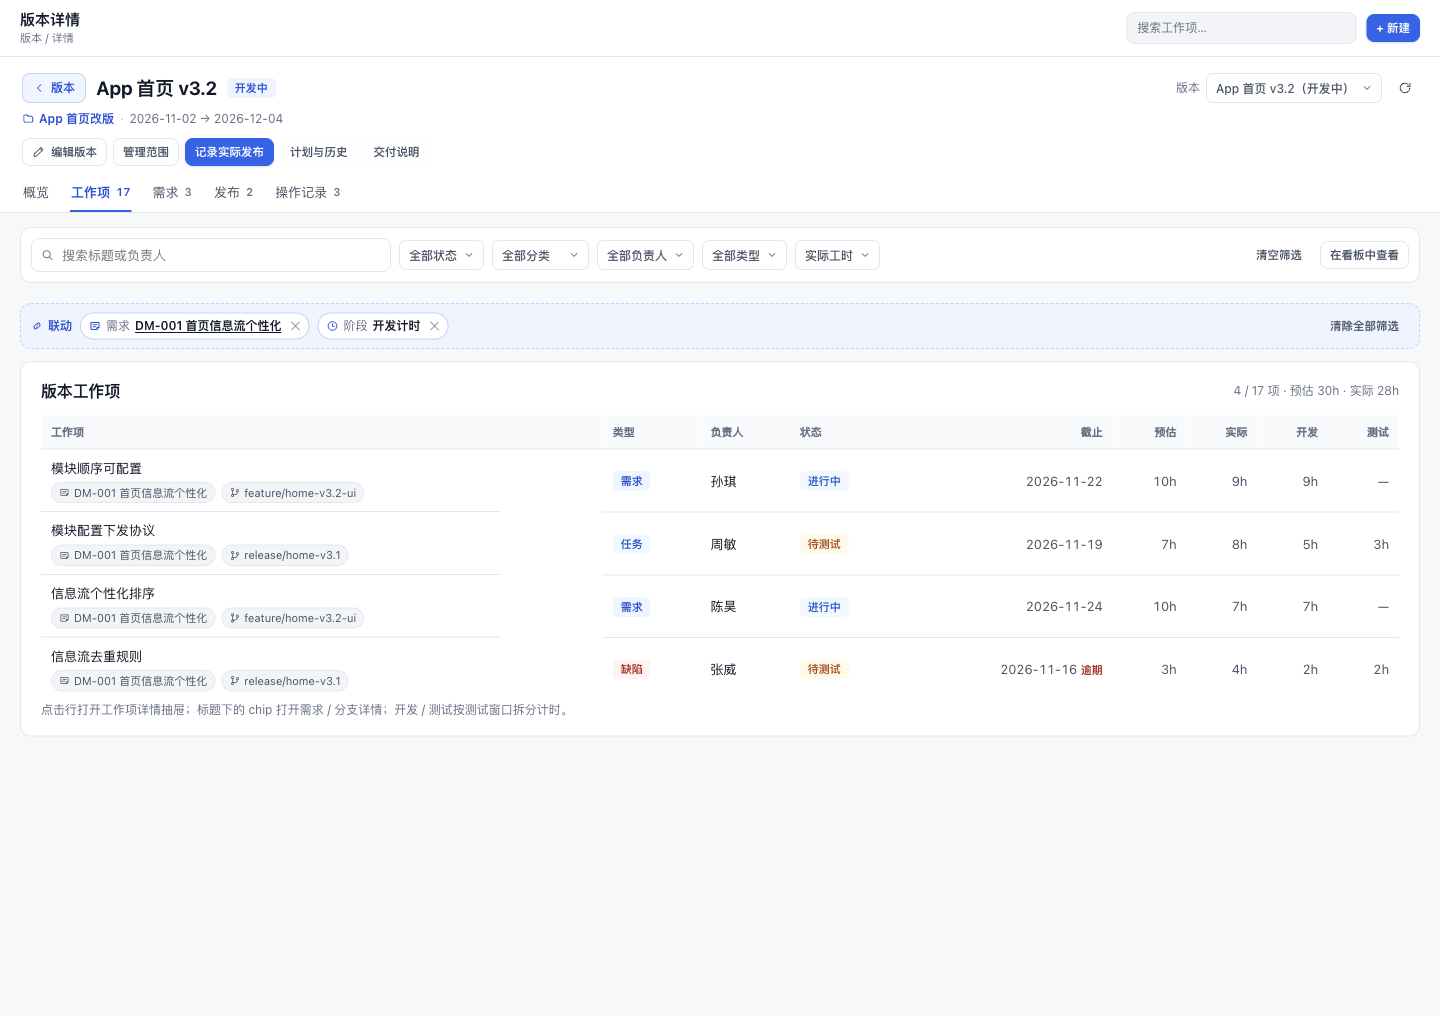 版本详情
版本 / 详情
搜索工作项...
+ 新建
版本
App 首页 v3.2
开发中
版本
App 首页 v3.2（开发中）
App 首页改版 · 2026-11-02 → 2026-12-04
编辑版本
管理范围
记录实际发布
计划与历史
交付说明
概览
工作项 17
需求 3
发布 2
操作记录 3
搜索标题或负责人
全部状态
全部分类
全部负责人
全部类型
实际工时
清空筛选
在看板中查看
联动
需求 DM-001 首页信息流个性化
阶段 开发计时
清除全部筛选
版本工作项
4 / 17 项 · 预估 30h · 实际 28h
工作项 类型 负责人 状态 截止 预估 实际 开发 测试
模块顺序可配置
DM-001 首页信息流个性化 feature/home-v3.2-ui
需求 孙琪 进行中 2026-11-22 10h 9h 9h —
模块配置下发协议
DM-001 首页信息流个性化 release/home-v3.1
任务 周敏 待测试 2026-11-19 7h 8h 5h 3h
信息流个性化排序
DM-001 首页信息流个性化 feature/home-v3.2-ui
需求 陈昊 进行中 2026-11-24 10h 7h 7h —
信息流去重规则
DM-001 首页信息流个性化 release/home-v3.1
缺陷 张威 待测试 2026-11-16 逾期 3h 4h 2h 2h
点击行打开工作项详情抽屉；标题下的 chip 打开需求 / 分支详情；开发 / 测试按测试窗口拆分计时。